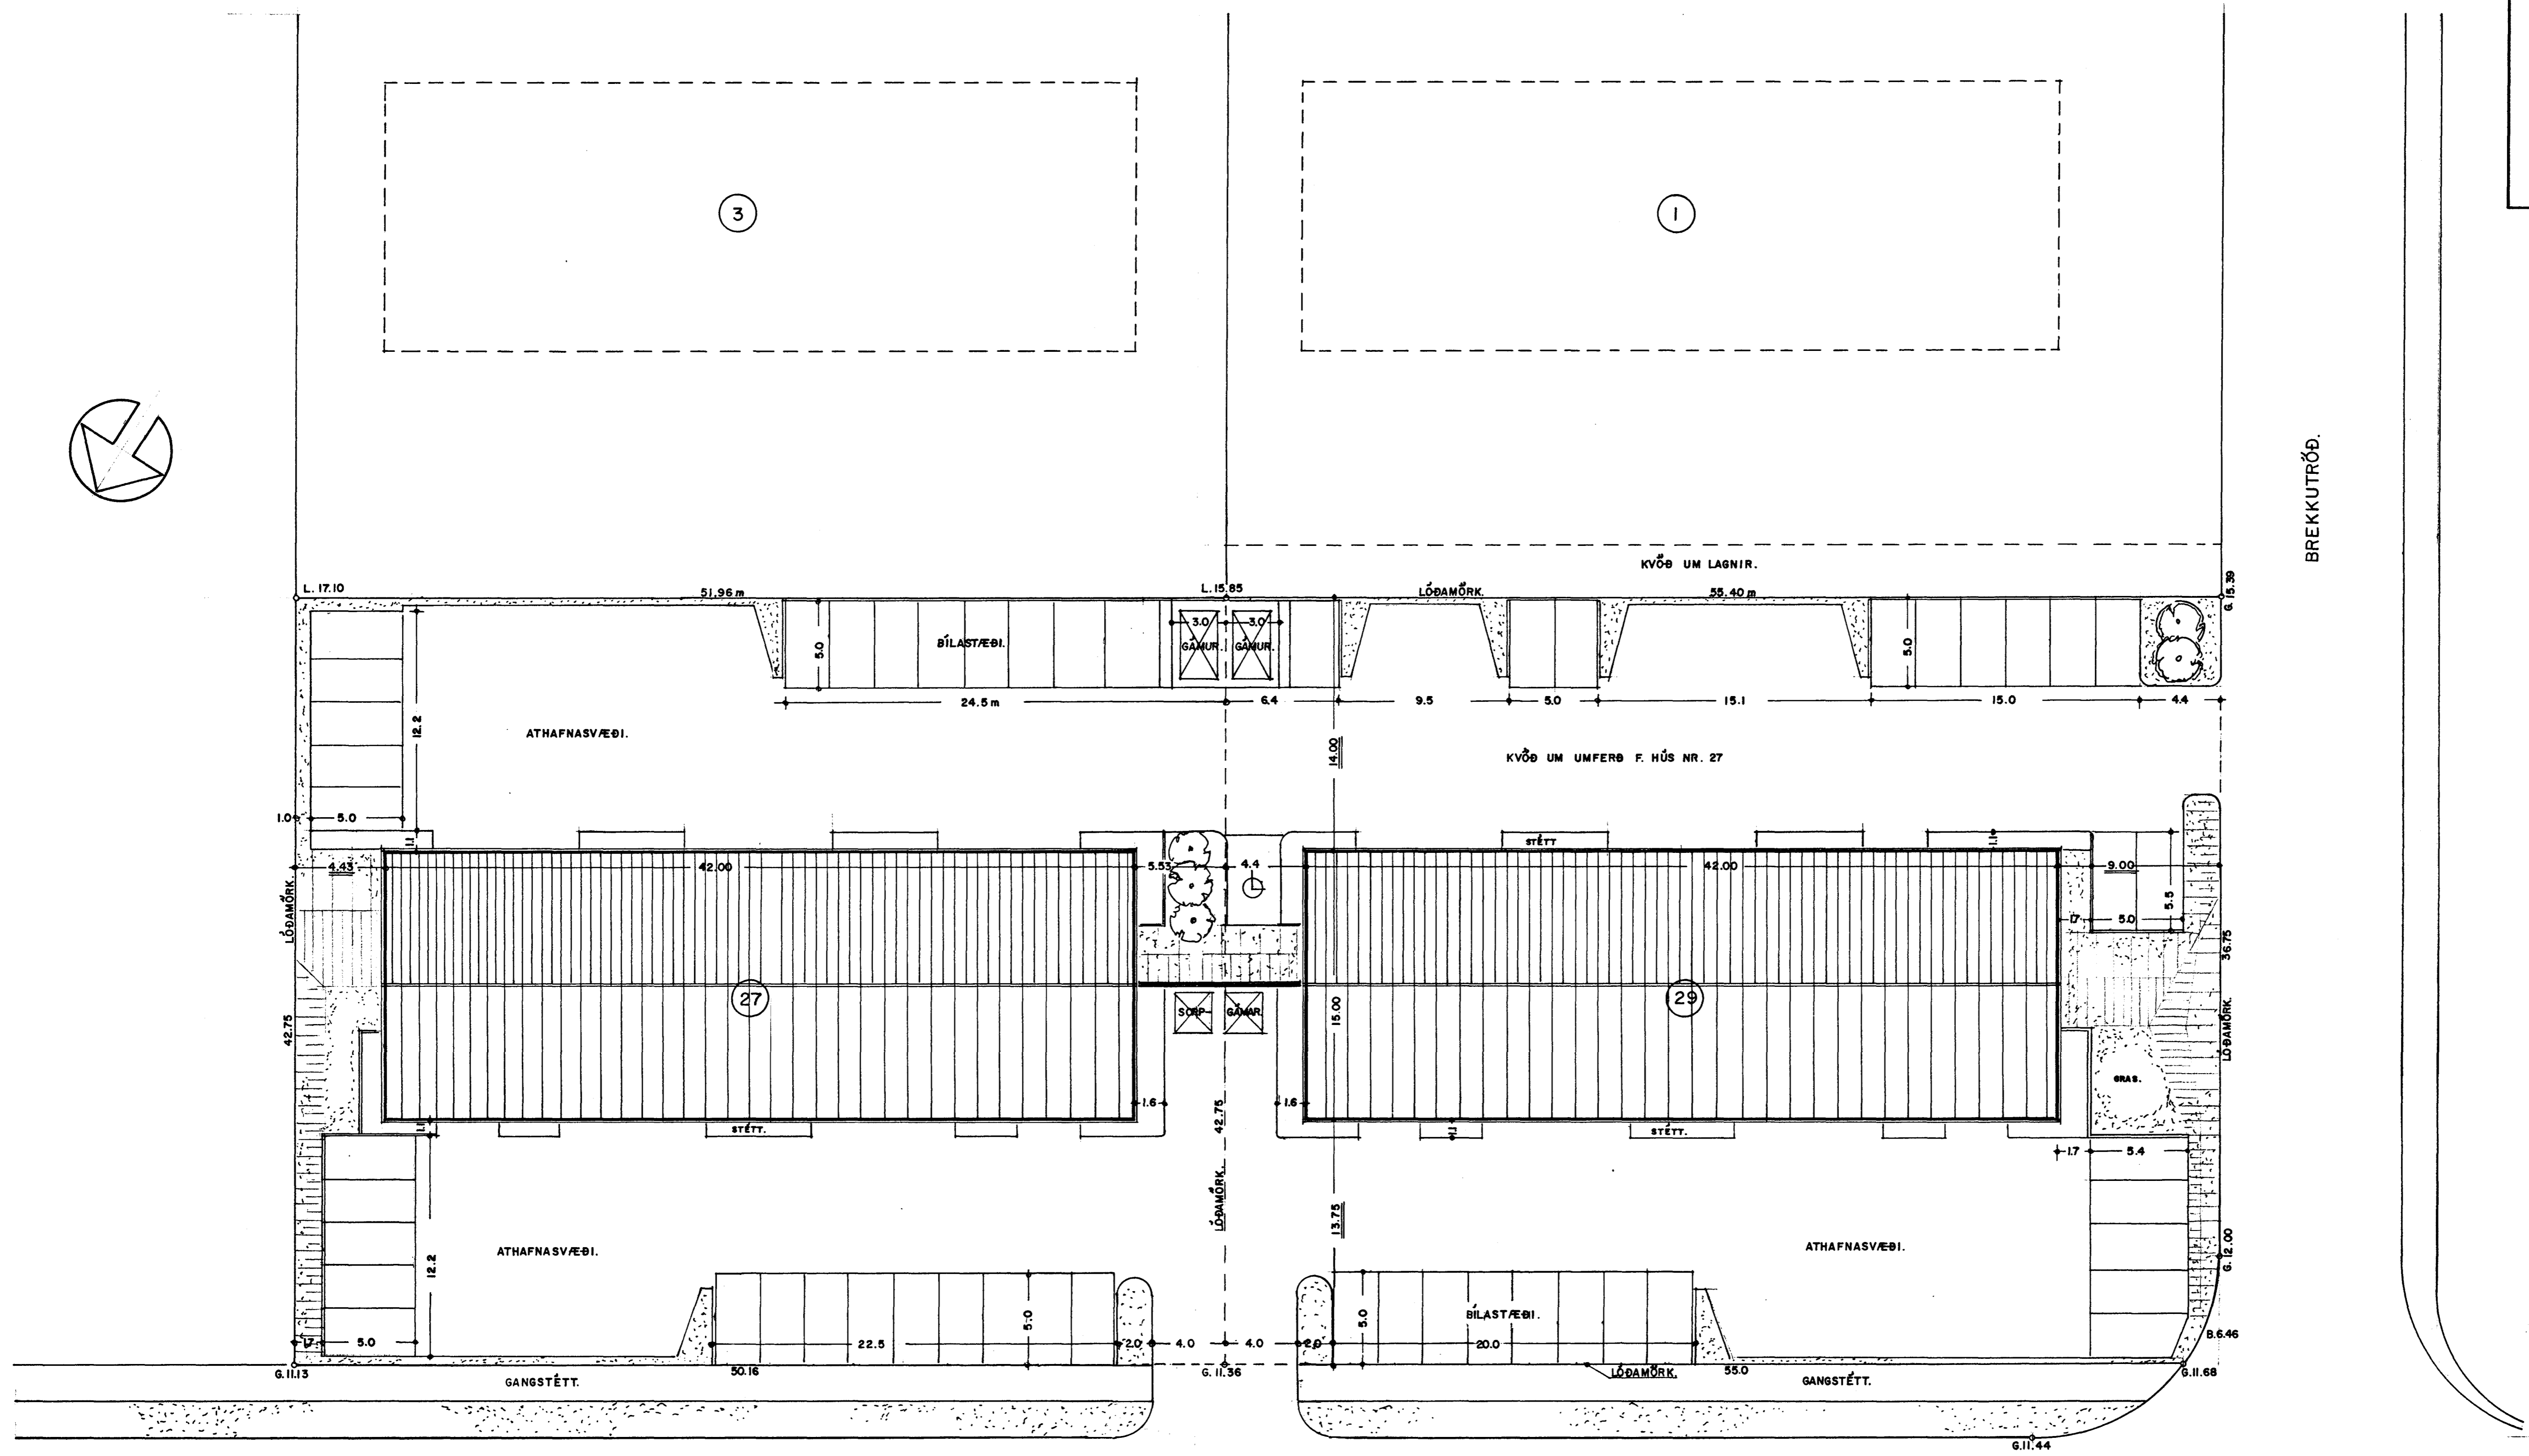 3
1
BREKKUTRÖÐ.
KVÖÐ UM LAGNIR.
L. 17.10
51.96 m
L. 15.85
LÓÐAMÖRK.
55.40 m
G. 15.39
3.0
3.0
GÁMUR.
GÁMUR.
5.0
BÍLASTÆÐI.
5.0
24.5 m
6.4
9.5
5.0
15.1
15.0
4.4
12.2
ATHAFNASVÆÐI.
14.00
KVÖÐ UM UMFERÐ F. HÚS NR. 27
1.0
5.0
1.1
STÉTT
1.1
4.43
42.00
5.53
4.4
42.00
9.00
LÓÐAMÖRK
5.5
1.7
5.0
36.75
27
29
SORP-
GÁMAR.
15.00
LÓÐAMÖRK.
42.75
GRAS.
1.6
42.75
1.6
1.1
STÉTT.
1.1
STÉTT.
1.7
5.4
LÓÐAMÖRK.
13.75
ATHAFNASVÆÐI.
ATHAFNASVÆÐI.
G. 12.00
12.2
5.0
5.0
BÍLASTÆÐI.
B.6.46
1.7
5.0
22.5
2.0
4.0
4.0
2.0
20.0
G.11.13
50.16
G. 11.36
LÓÐAMÖRK.
55.0
G.11.68
GANGSTÉTT.
GANGSTÉTT.
G.11.44